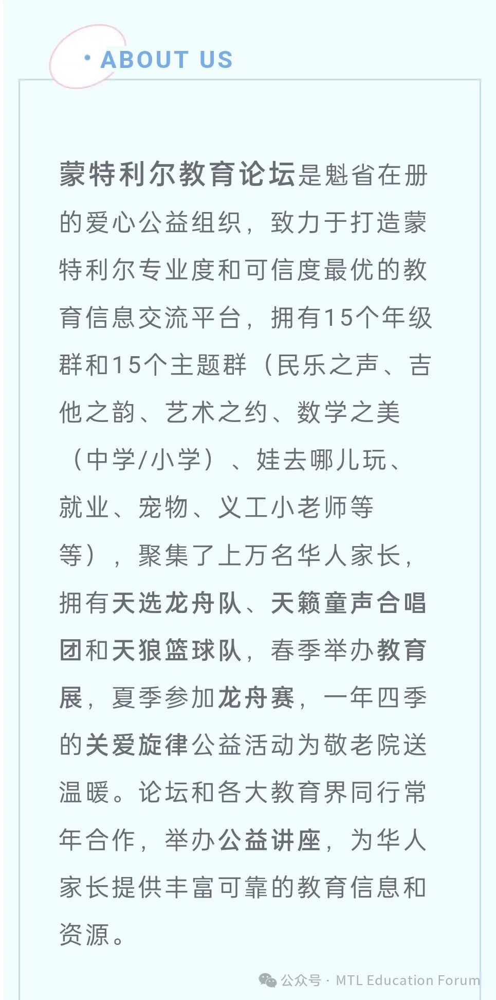 ABOUT US
蒙特利尔教育论坛是魁省在册
的爱心公益组织，致力于打造蒙
特利尔专业度和可信度最优的教
育信息交流平台，拥有15个年级
群和15个主题群（民乐之声、吉
他之韵、艺术之约、数学之美
（中学/小学）、娃去哪儿玩、
就业、宠物、义工小老师等
等），聚集了上万名华人家长，
拥有天选龙舟队、天籁童声合唱
团和天狼篮球队，春季举办教育
展，夏季参加龙舟赛，一年四季
的关爱旋律公益活动为敬老院送
温暖。论坛和各大教育界同行常
年合作，举办公益讲座，为华人
家长提供丰富可靠的教育信息和
资源。
公众号 · MTL Education Forum